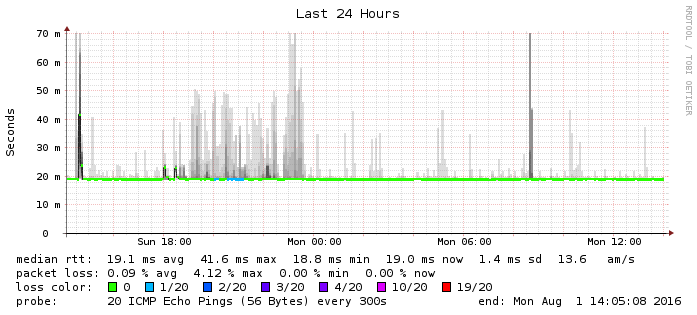 Last 24 Hours
RRDTOOL / TOBI OETIKER
Seconds
70 m
60 m
50 m
40 m
30 m
20 m
10 m
0
Sun 18:00 Mon 00:00 Mon 06:00 Mon 12:00
median rtt: 19.1 ms avg 41.6 ms max 18.8 ms min 19.0 ms now 1.4 ms sd 13.6 am/s
packet loss: 0.09 % avg 4.12 % max 0.00 % min 0.00 % now
loss color: 0 1/20 2/20 3/20 4/20 10/20 19/20
probe: 20 ICMP Echo Pings (56 Bytes) every 300s end: Mon Aug 1 14:05:08 2016